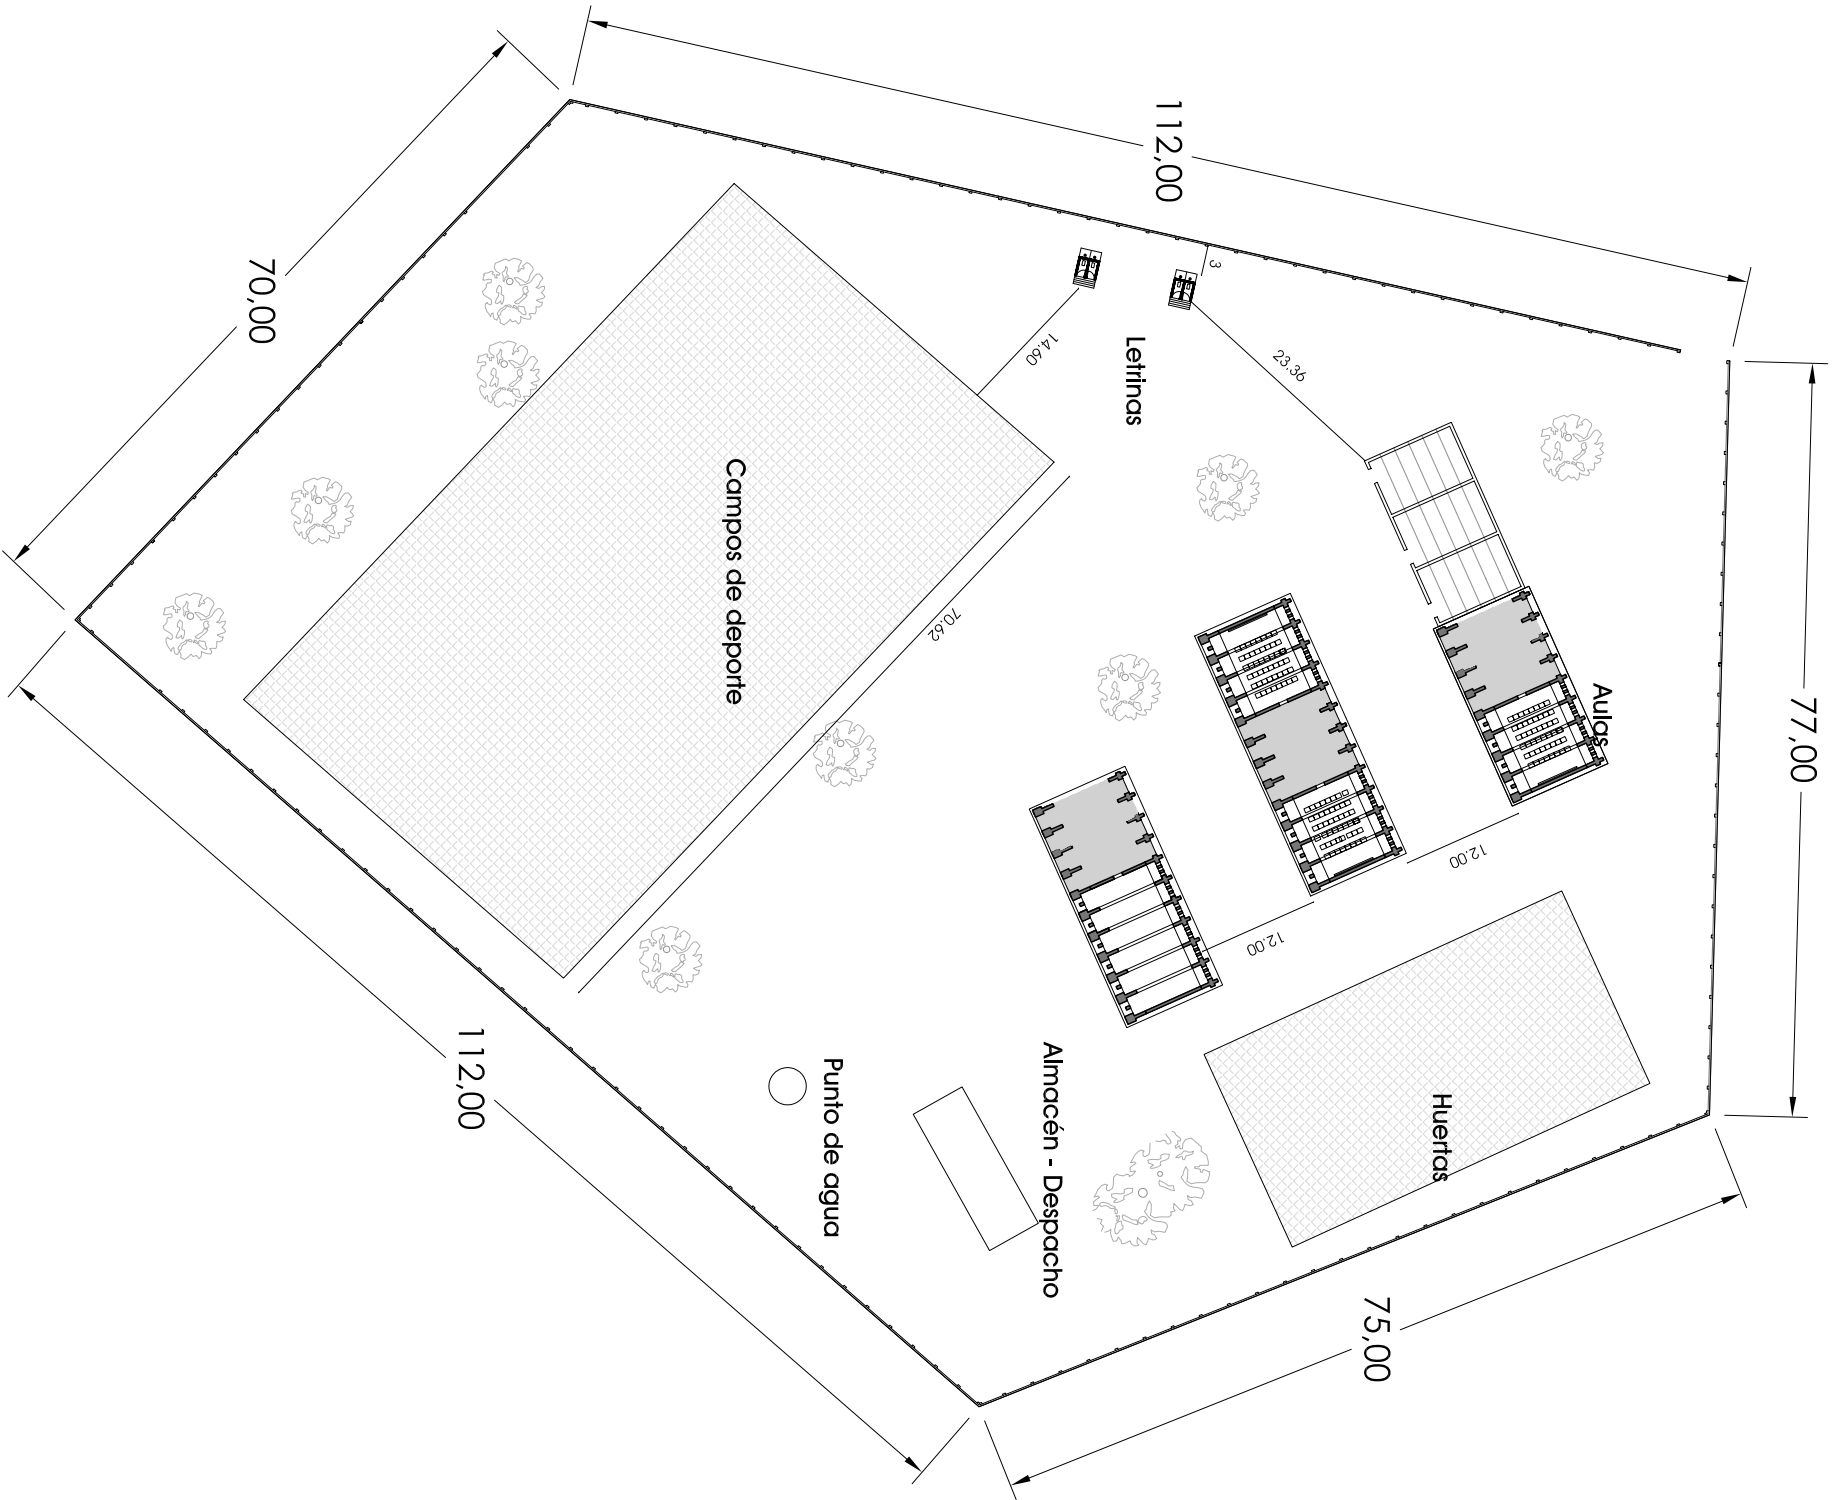 112,00
70,00
3
14.60
Letrinas
23.36
Campos de deporte
70.62
Aulas
77,00
12.00
12.00
Punto de agua
Almacén - Despacho
Huertas
112,00
75,00